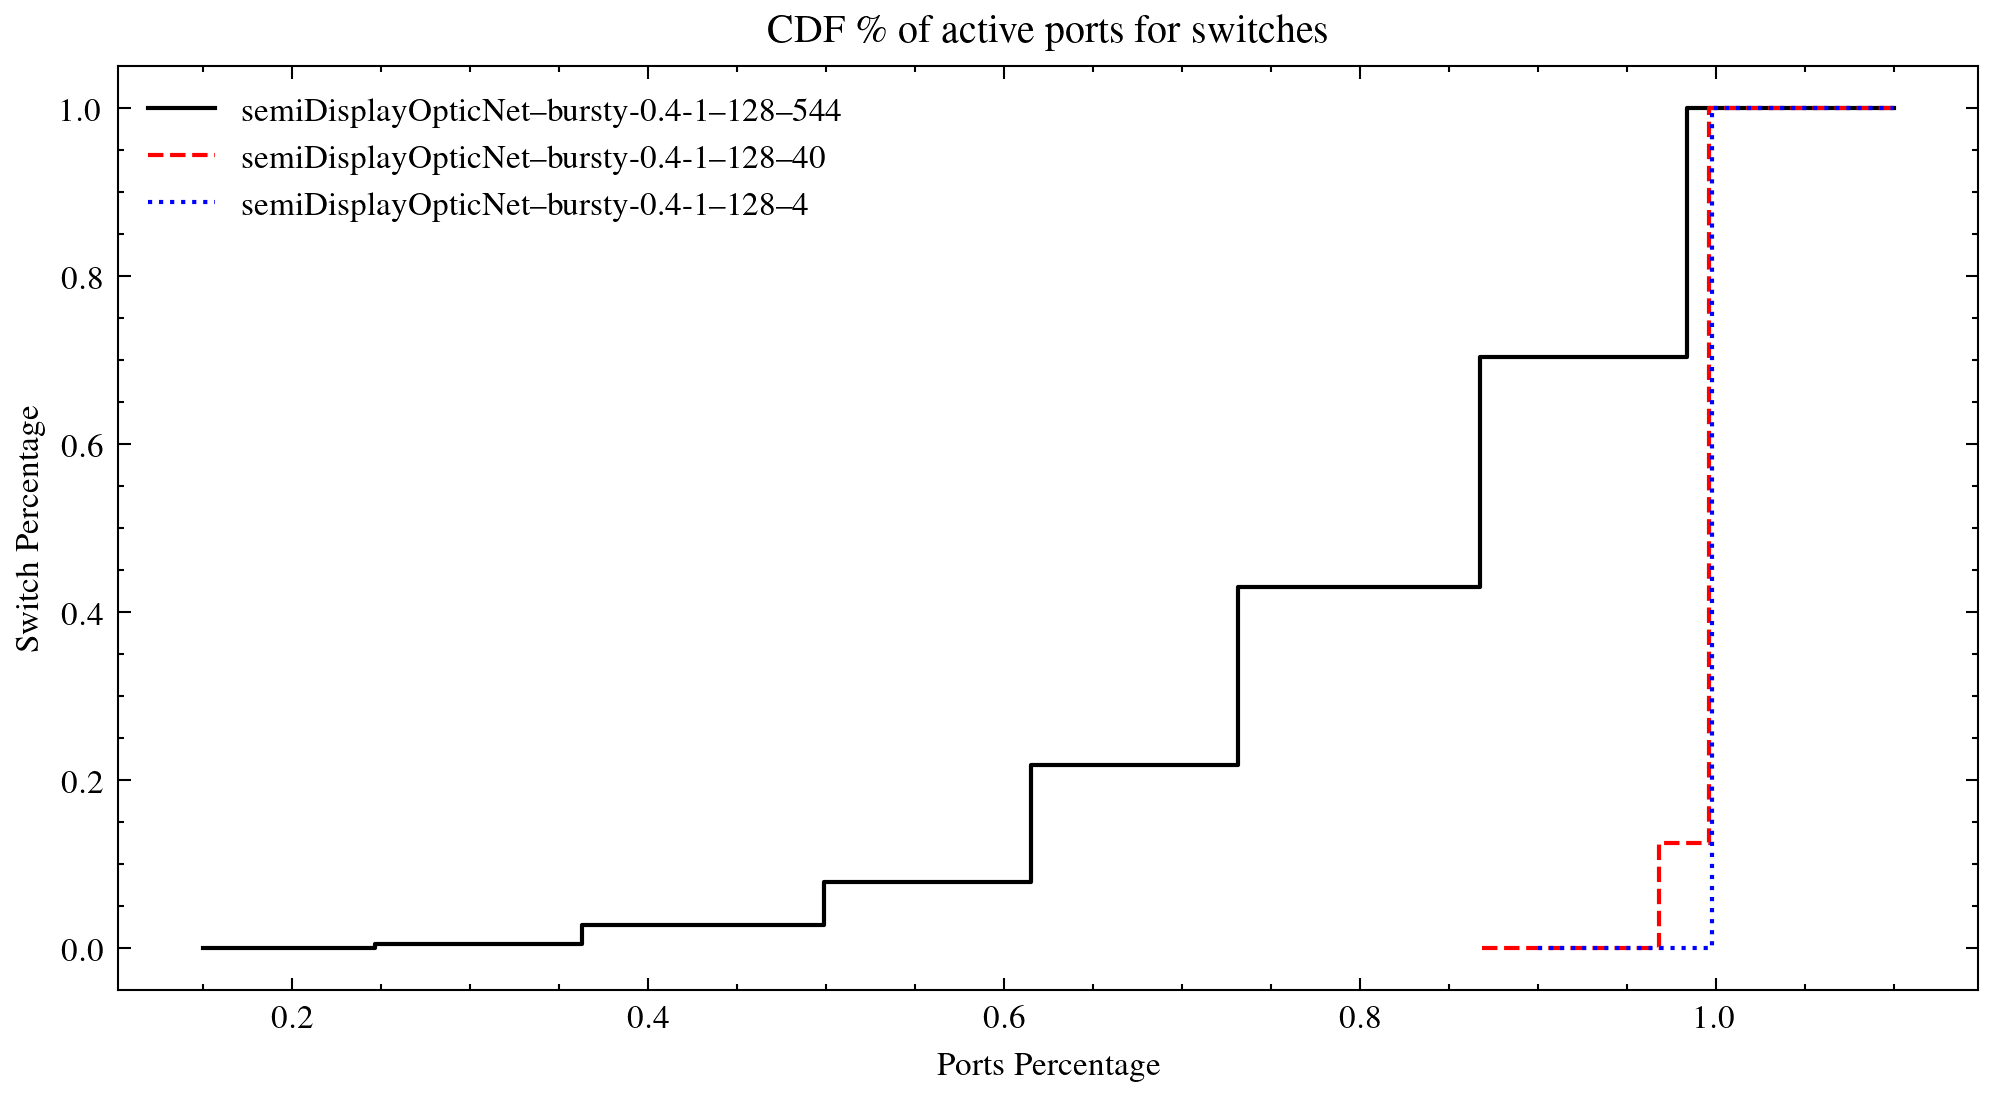 CDF % of active ports for switches
semiDisplayOpticNet–bursty-0.4-1–128–544
semiDisplayOpticNet–bursty-0.4-1–128–40
semiDisplayOpticNet–bursty-0.4-1–128–4
1.0
0.8
0.6
0.4
0.2
0.0
Switch Percentage
0.2 0.4 0.6 0.8 1.0
Ports Percentage